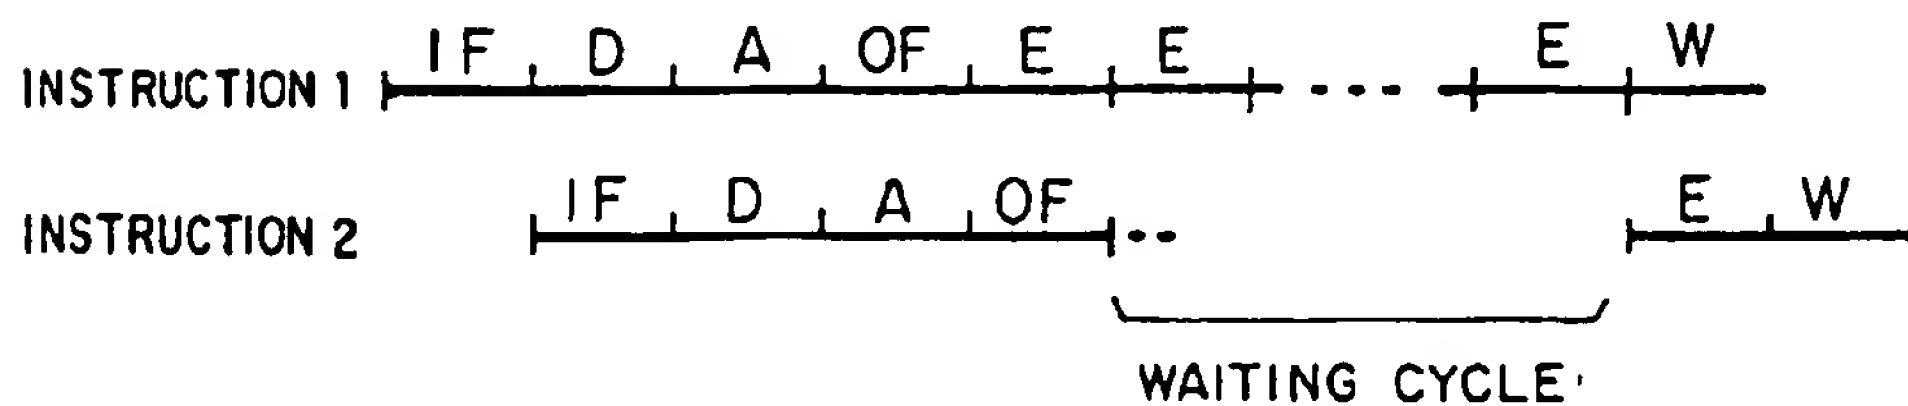 IF D A OF E E E W
INSTRUCTION 1
IF D A OF E W
INSTRUCTION 2
WAITING CYCLE